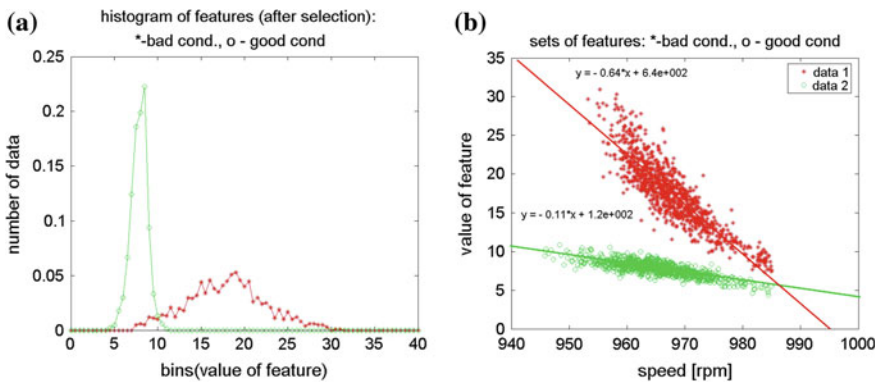 (a)
histogram of features (after selection):
*-bad cond., o - good cond
0.25
0.2
0.15
0.1
0.05
0
number of data
0 5 10 15 20 25 30 35 40
bins(value of feature)
(b)
sets of features: *-bad cond., o - good cond
y = - 0.64*x + 6.4e+002
data 1
data 2
y = - 0.11*x + 1.2e+002
35
30
25
20
15
10
5
0
value of feature
940 950 960 970 980 990 1000
speed [rpm]